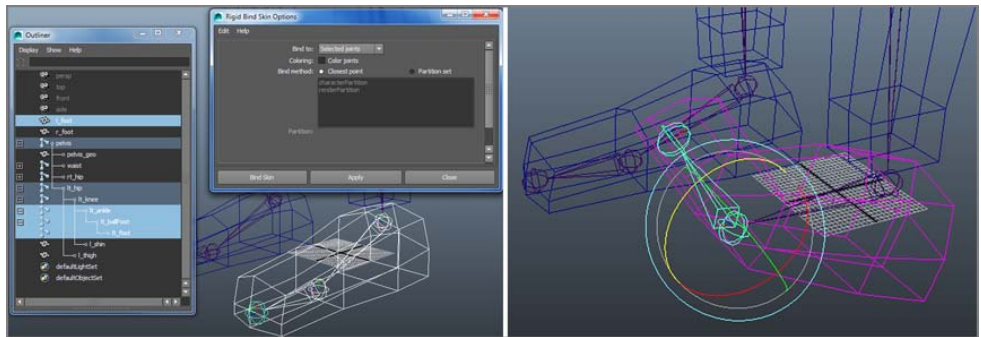 Outliner
Display Show Help
persp
top
front
side
l_foot
r_foot
pelvis
pelvis_geo
waist
rt_hip
lt_hip
lt_knee
lt_ankle
lt_ballFoot
lt_foot
l_shin
l_thigh
defaultLightSet
defaultObjectSet
Rigid Bind Skin Options
Edit Help
Bind to: Selected joints
Coloring: Color joints
Bind method: Closest point Partition set
characterPartition
renderPartition
Partition:
Bind Skin Apply Close